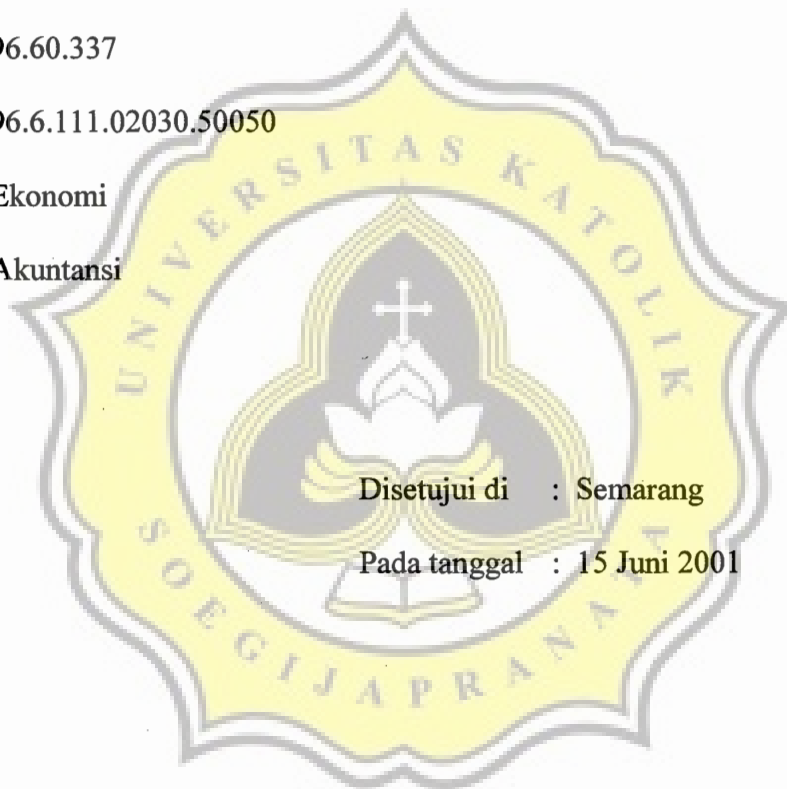 96.60.337
96.6.111.02030.50050
Ekonomi
Akuntansi
UNIVERSITAS KATOLIK
Disetujui di : Semarang
Pada tanggal : 15 Juni 2001
SOEGIJAPRANATA